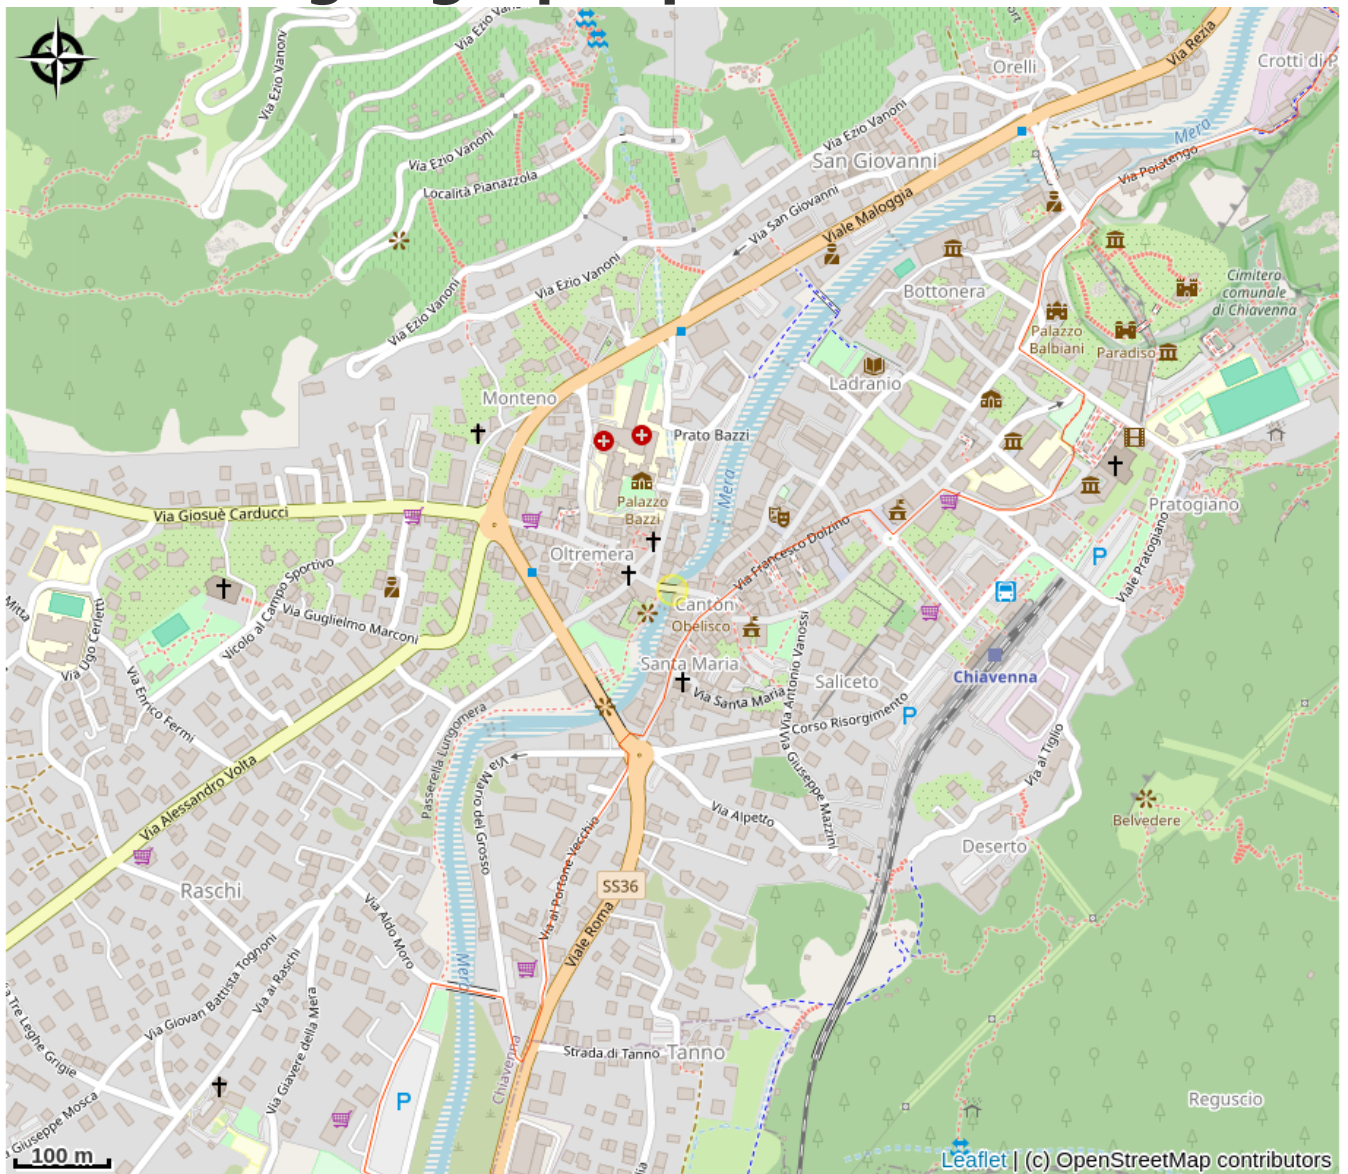 Via Ezio Vanoni
Via Ezio Vanoni
Via Rezia
Orelli
Crotti di P
Via Ezio Vanoni
Via Ezio Vanoni
Mera
San Giovanni
Via Poiatengo
Località Pianazzola
Via San Giovanni
Viale Maloggia
Via Ezio Vanoni
Cimitero
comunale
di Chiavenna
Bottonera
Via Ezio Vanoni
Palazzo
Balbiani
Paradiso
Ladranio
Monteno
Prato Bazzi
Mera
Palazzo
Bazzi
Pratogiano
Via Giosuè Carducci
Oltremera
Via Francesco Dolzino
P
Viale Pratogiano
Vicolo al Campo Sportivo
Mitta
Via Guglielmo Marconi
Canton
Obelisco
Via Ugo Cerletti
Santa Maria
Via Antonio Vanossi
Saliceto
Chiavenna
Via Santa Maria
Via Enrico Fermi
Corso Risorgimento
P
Passerella Lungomera
Via al Tiglio
Via Giuseppe Mazzini
Via Maro del Grosso
Via Alessandro Volta
Via Alpetto
Belvedere
Deserto
Via al Portone Vecchio
Raschi
SS36
Via Aldo Moro
Viale Roma
Via Giovan Battista Tognoni
Via ai Raschi
Mera
Via Giavere della Mera
a Tre Leghe Grigie
Strada di Tanno
Tanno
Chiavenna
P
Reguscio
Giuseppe Mosca
100 m
Leaflet | (c) OpenStreetMap contributors